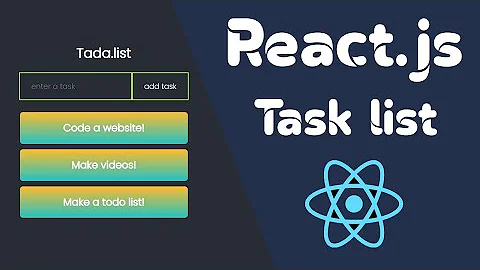 Tada.list
enter a task
add task
Code a website!
Make videos!
Make a todo list!
React.js
Task list